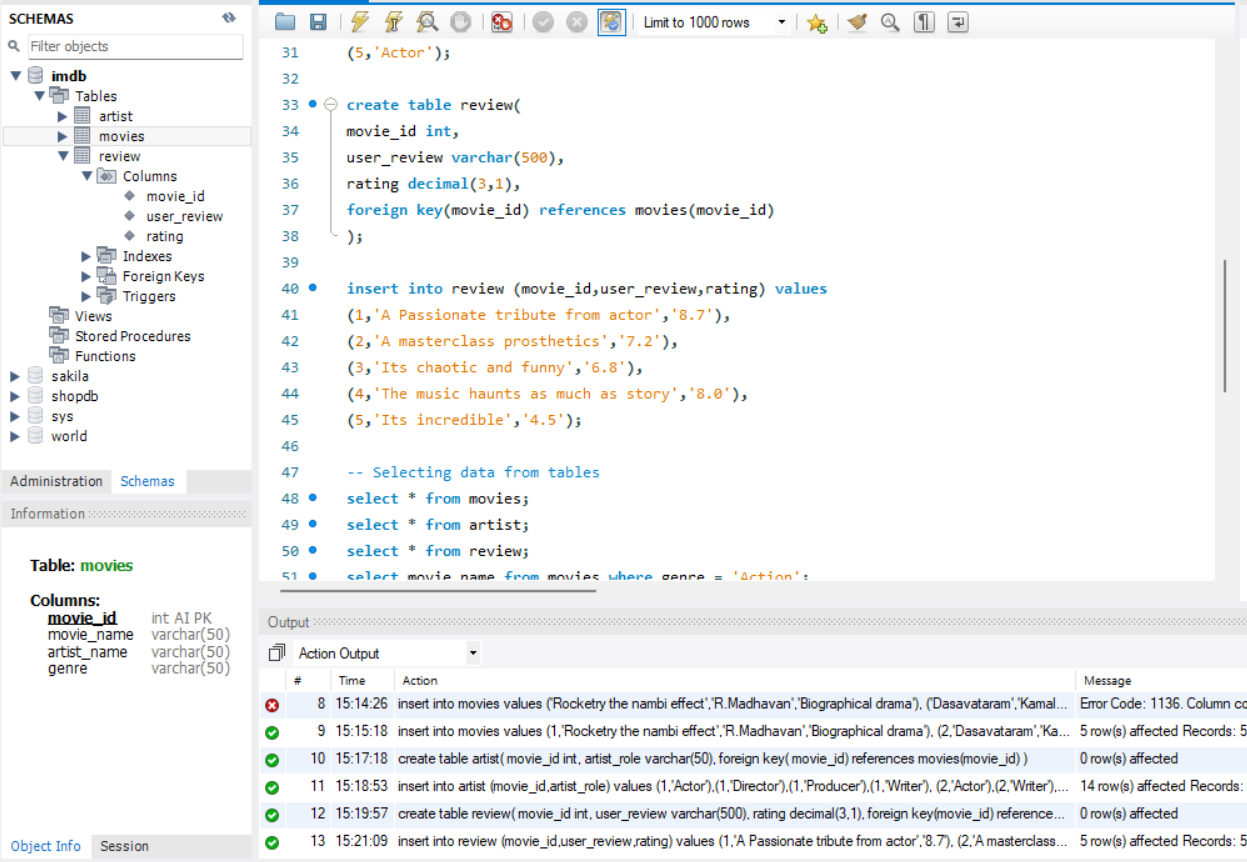 SCHEMAS
Filter objects
imdb
Tables
artist
movies
review
Columns
movie_id
user_review
rating
Indexes
Foreign Keys
Triggers
Views
Stored Procedures
Functions
sakila
shopdb
sys
world
Administration Schemas
Information
Table: movies
Columns:
movie_id int AI PK
movie_name varchar(50)
artist_name varchar(50)
genre varchar(50)
Object Info Session
Limit to 1000 rows
31 (5,'Actor');
32
33 create table review(
34 movie_id int,
35 user_review varchar(500),
36 rating decimal(3,1),
37 foreign key(movie_id) references movies(movie_id)
38 );
39
40 insert into review (movie_id,user_review,rating) values
41 (1,'A Passionate tribute from actor','8.7'),
42 (2,'A masterclass prosthetics','7.2'),
43 (3,'Its chaotic and funny','6.8'),
44 (4,'The music haunts as much as story','8.0'),
45 (5,'Its incredible','4.5');
46
47 -- Selecting data from tables
48 select * from movies;
49 select * from artist;
50 select * from review;
51 select movie_name from movies where genre = 'Action';
Output
Action Output
# Time Action Message
8 15:14:26 insert into movies values ('Rocketry the nambi effect','R.Madhavan','Biographical drama'), ('Dasavataram','Kamal... Error Code: 1136. Column co
9 15:15:18 insert into movies values (1,'Rocketry the nambi effect','R.Madhavan','Biographical drama'), (2,'Dasavataram','Ka... 5 row(s) affected Records: 5
10 15:17:18 create table artist( movie_id int, artist_role varchar(50), foreign key( movie_id) references movies(movie_id) ) 0 row(s) affected
11 15:18:53 insert into artist (movie_id,artist_role) values (1,'Actor'),(1,'Director'),(1,'Producer'),(1,'Writer'), (2,'Actor'),(2,'Writer'),... 14 row(s) affected Records:
12 15:19:57 create table review( movie_id int, user_review varchar(500), rating decimal(3,1), foreign key(movie_id) reference... 0 row(s) affected
13 15:21:09 insert into review (movie_id,user_review,rating) values (1,'A Passionate tribute from actor','8.7'), (2,'A masterclass... 5 row(s) affected Records: 5